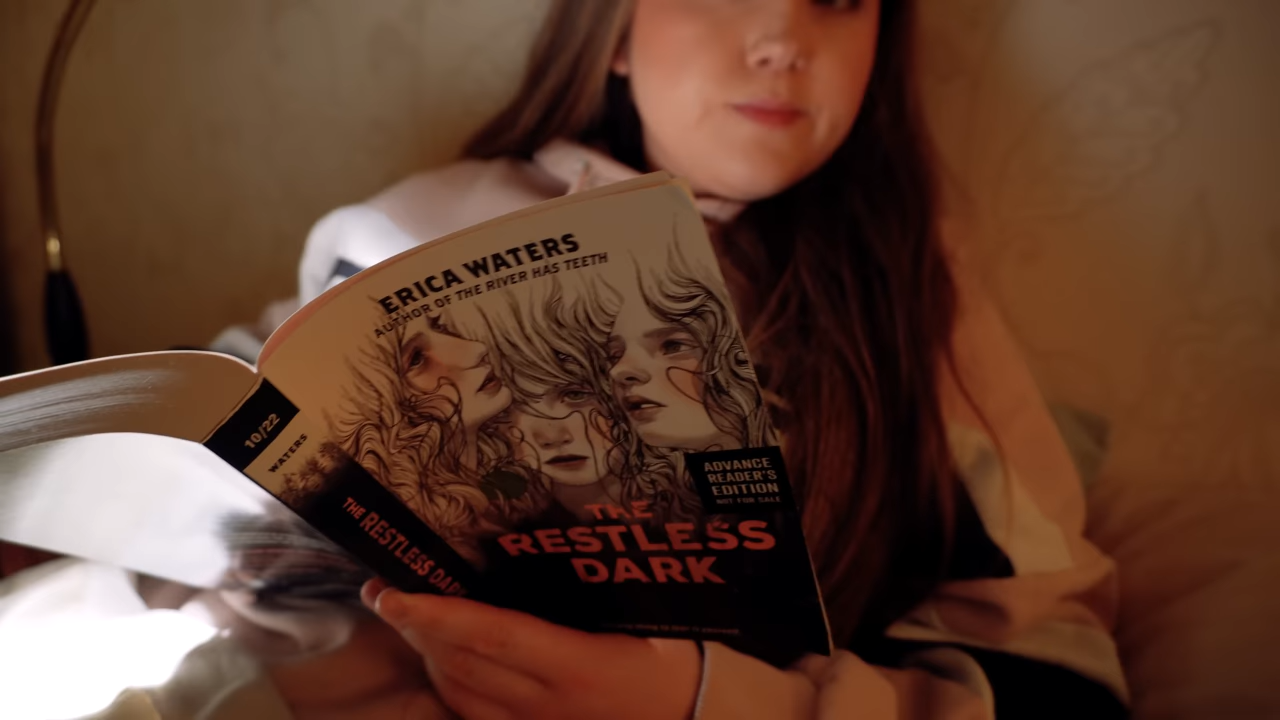 ERICA WATERS
AUTHOR OF THE RIVER HAS TEETH
10/22
WATERS
THE RESTLESS DARK
ADVANCE
READER'S
EDITION
NOT FOR SALE
THE
RESTLESS
DARK